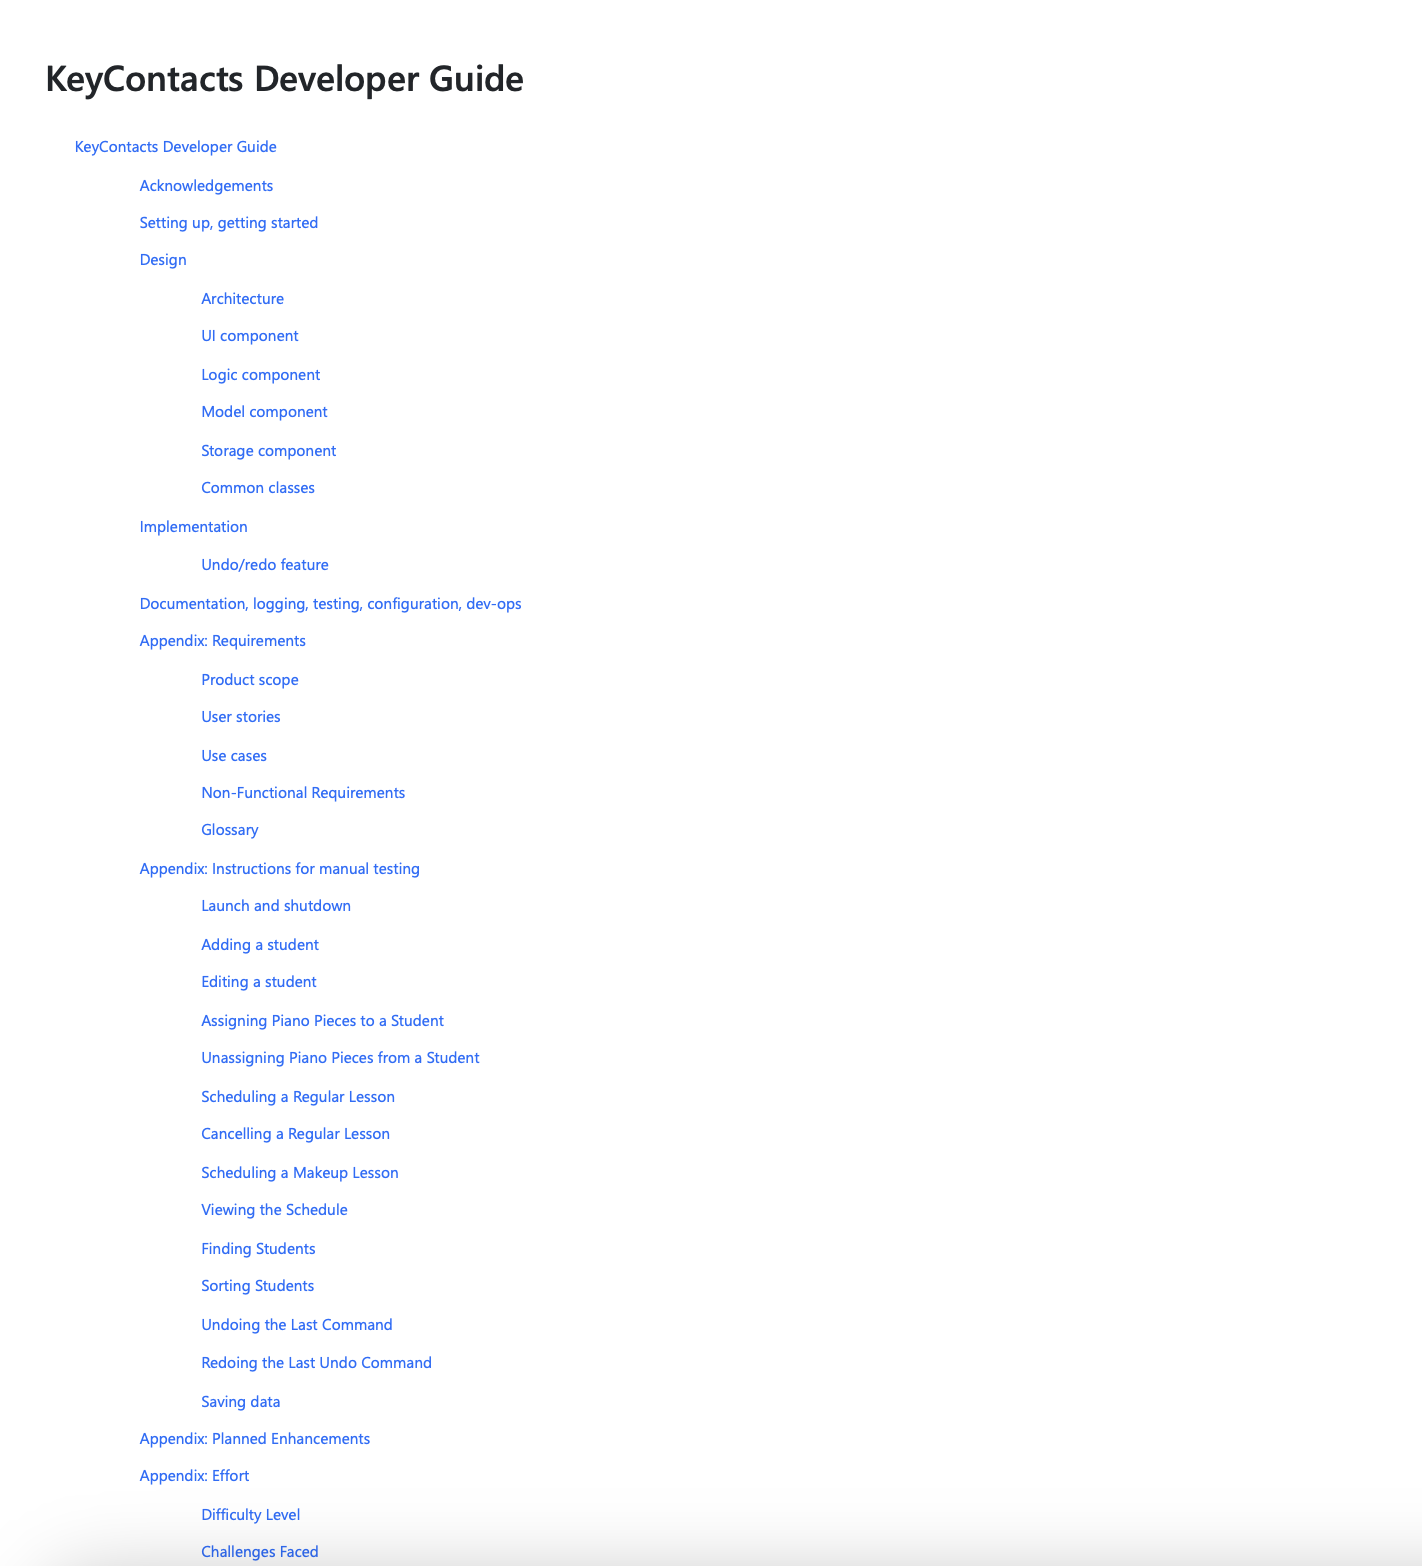 KeyContacts Developer Guide
KeyContacts Developer Guide
Acknowledgements
Setting up, getting started
Design
Architecture
UI component
Logic component
Model component
Storage component
Common classes
Implementation
Undo/redo feature
Documentation, logging, testing, configuration, dev-ops
Appendix: Requirements
Product scope
User stories
Use cases
Non-Functional Requirements
Glossary
Appendix: Instructions for manual testing
Launch and shutdown
Adding a student
Editing a student
Assigning Piano Pieces to a Student
Unassigning Piano Pieces from a Student
Scheduling a Regular Lesson
Cancelling a Regular Lesson
Scheduling a Makeup Lesson
Viewing the Schedule
Finding Students
Sorting Students
Undoing the Last Command
Redoing the Last Undo Command
Saving data
Appendix: Planned Enhancements
Appendix: Effort
Difficulty Level
Challenges Faced